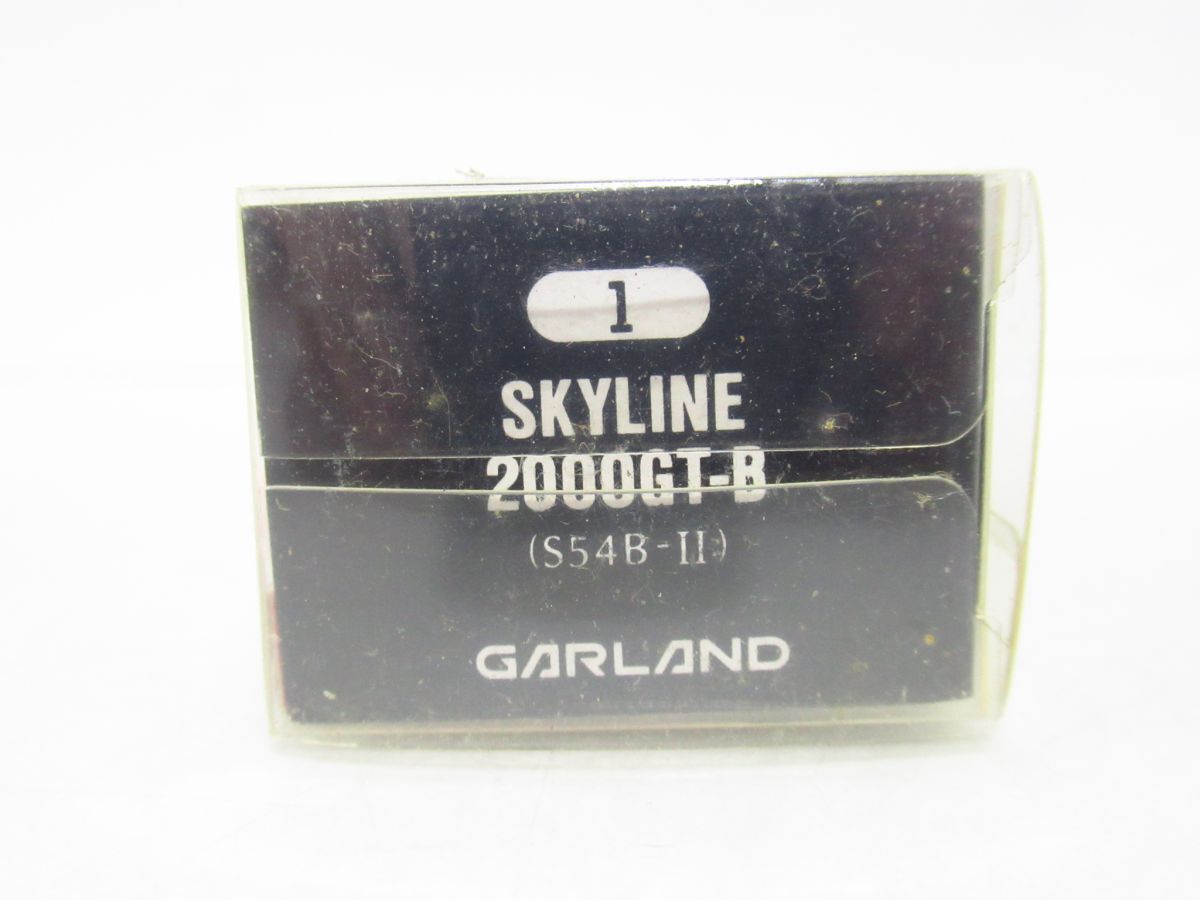 1
SKYLINE
2000GT-B
(S54B-II)
GARLAND